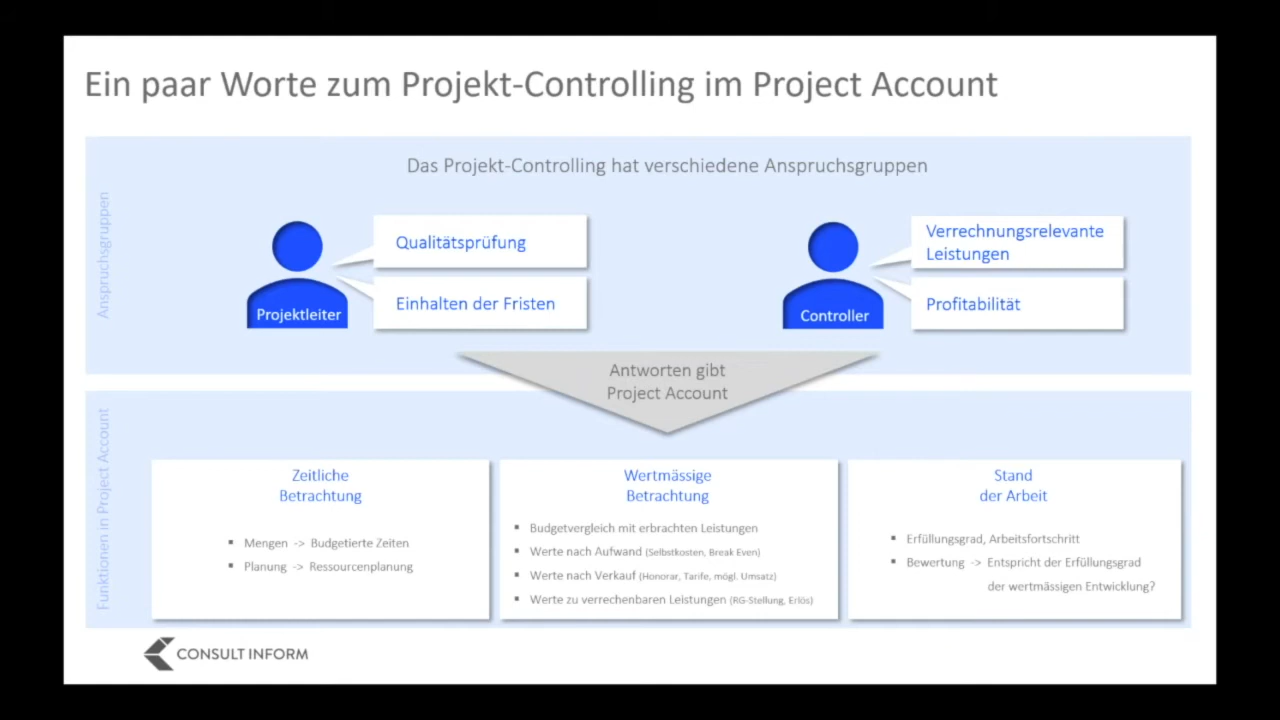 Ein paar Worte zum Projekt-Controlling im Project Account
Anspruchsgruppen
Das Projekt-Controlling hat verschiedene Anspruchsgruppen
Projektleiter
Qualitätsprüfung
Einhalten der Fristen
Controller
Verrechnungsrelevante
Leistungen
Profitabilität
Antworten gibt
Project Account
Funktionen in Project Account
Zeitliche
Betrachtung
▪ Mengen -> Budgetierte Zeiten
▪ Planung -> Ressourcenplanung
Wertmässige
Betrachtung
▪ Budgetvergleich mit erbrachten Leistungen
▪ Werte nach Aufwand (Selbstkosten, Break Even)
▪ Werte nach Verkauf (Honorar, Tarife, mögl. Umsatz)
▪ Werte zu verrechenbaren Leistungen (RG-Stellung, Erlös)
Stand
der Arbeit
▪ Erfüllungsgrad, Arbeitsfortschritt
▪ Bewertung -> Entspricht der Erfüllungsgrad
der wertmässigen Entwicklung?
CONSULT INFORM